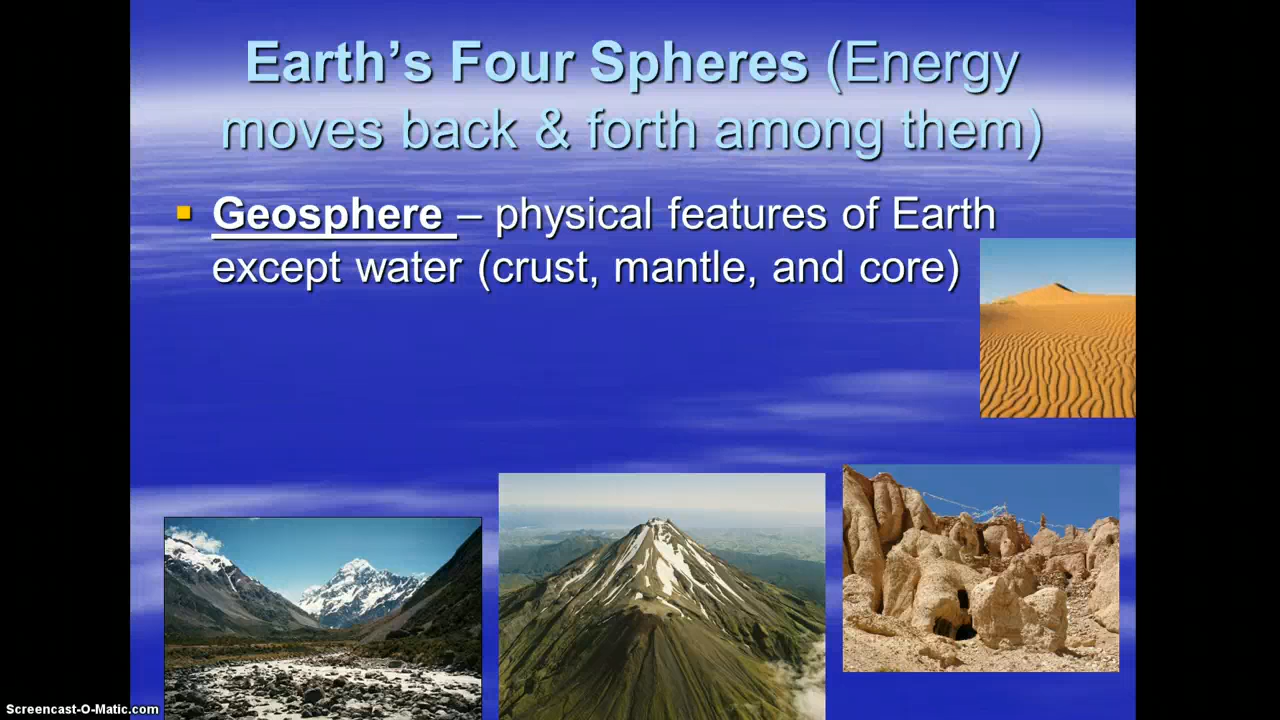 Earth’s Four Spheres (Energy
moves back & forth among them)
Geosphere – physical features of Earth
except water (crust, mantle, and core)
Screencast-O-Matic.com